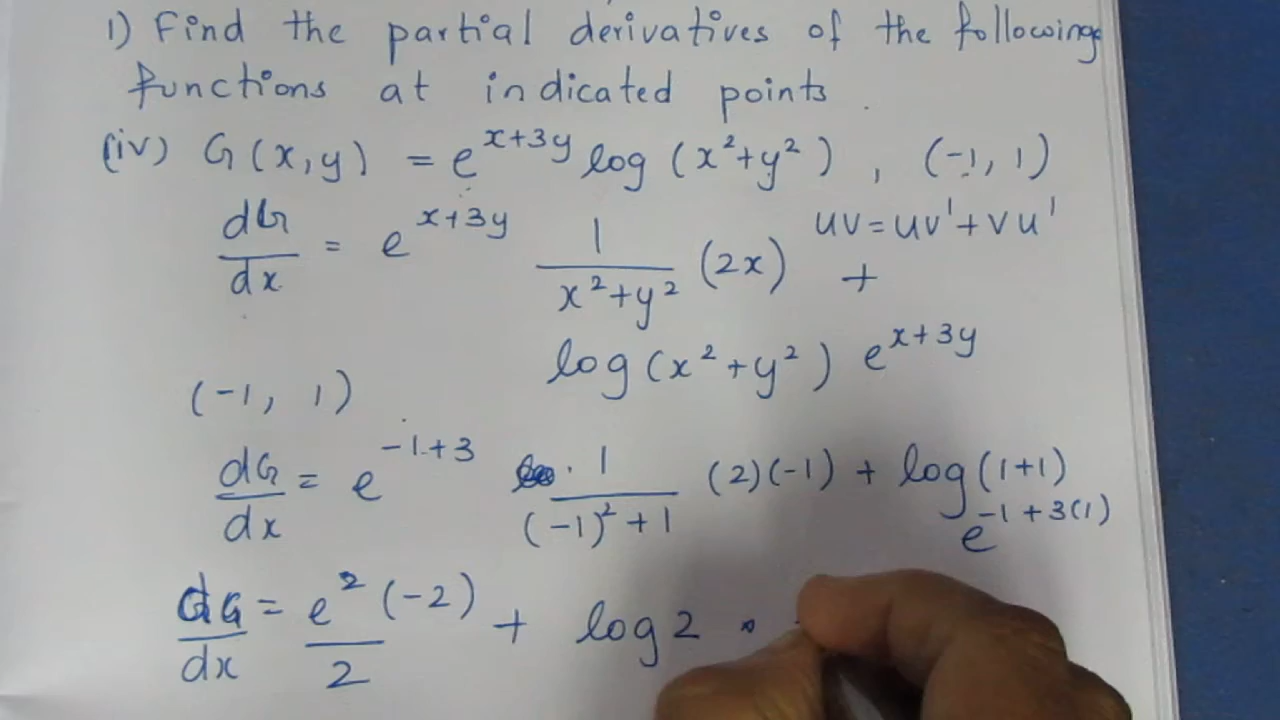 1) Find the partial derivatives of the following
functions at indicated points
(iv) G(x,y) = e^{x+3y} log (x²+y²) , (-1, 1)
dG/dx = e^{x+3y} 1/(x²+y²) (2x) + uv = uv' + vu'
log (x²+y²) e^{x+3y}
(-1, 1)
dG/dx = e^{-1+3} . 1/((-1)²+1) (2)(-1) + log (1+1)
e^{-1+3(1)}
dG/dx = e²(-2)/2 + log 2 .